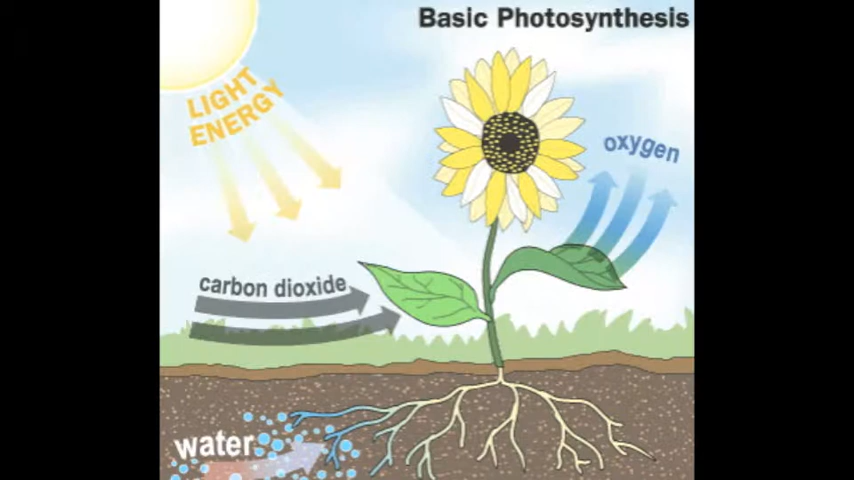 Basic Photosynthesis
LIGHT
ENERGY
oxygen
carbon dioxide
water